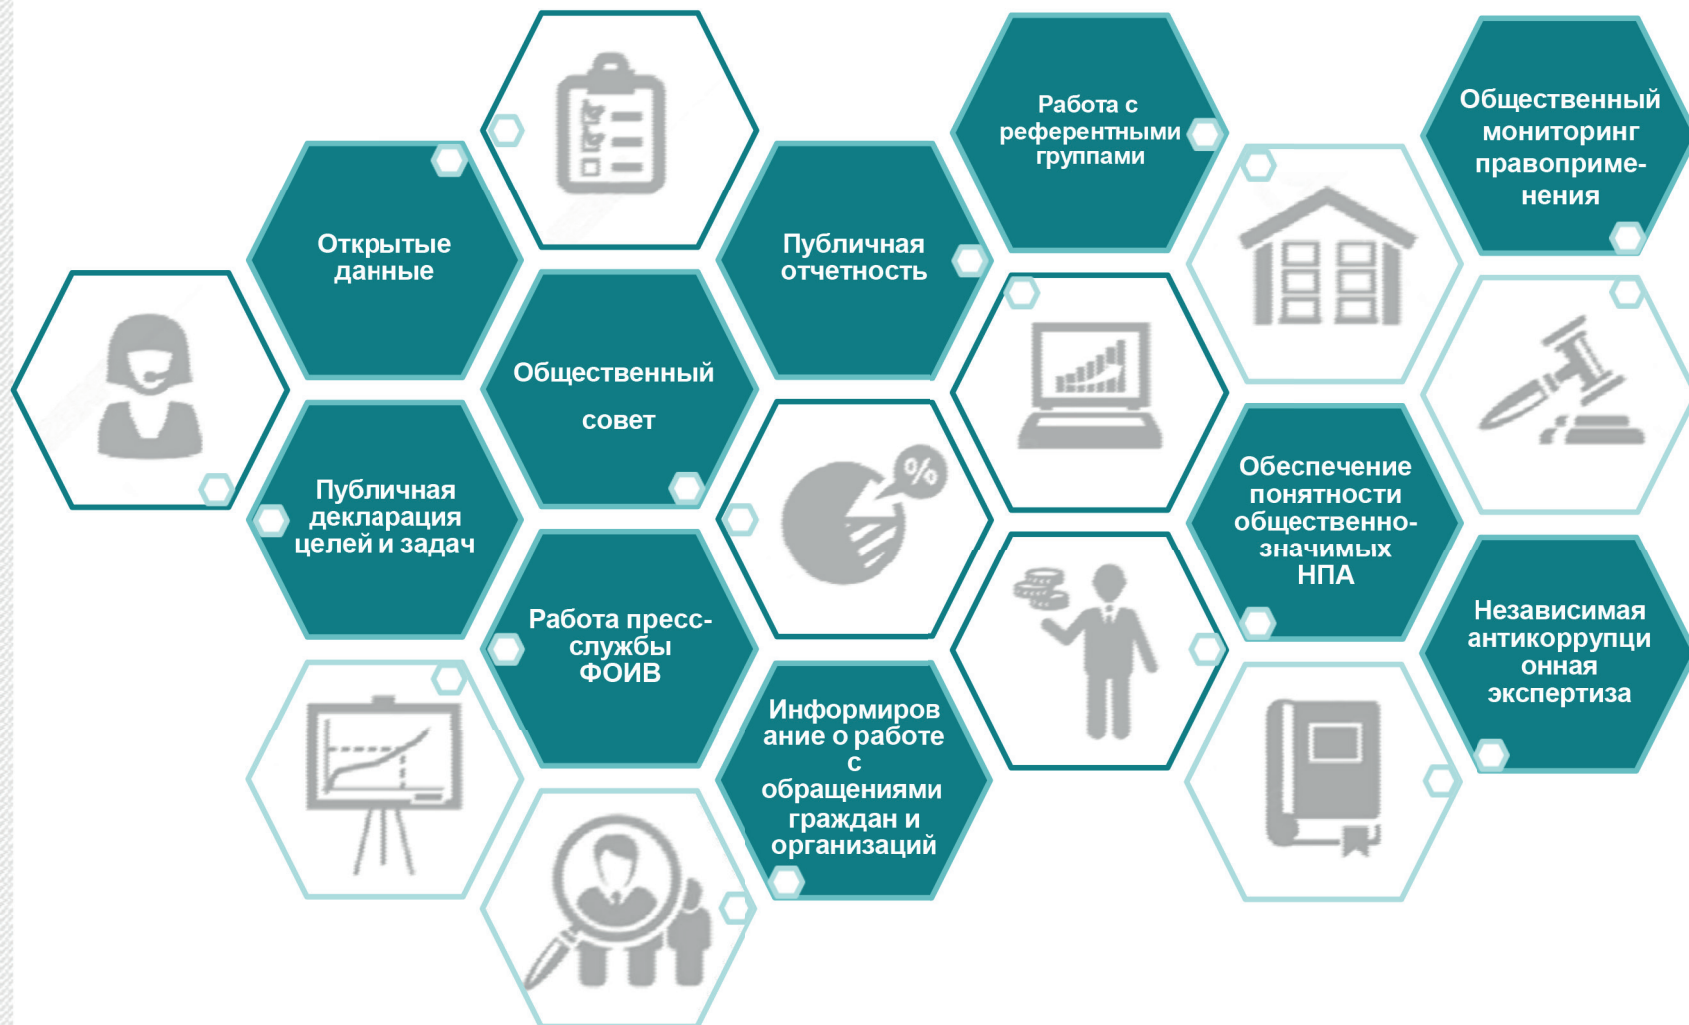 Открытые
данные
Публичная
декларация
целей и задач
Общественный
совет
Работа пресс-
службы
ФОИВ
Публичная
отчетность
%
Информиров
ание о работе
с
обращениями
граждан и
организаций
Работа с
референтными
группами
Обеспечение
понятности
общественно-
значимых
НПА
Общественный
мониторинг
правоприме-
нения
Независимая
антикоррупци
онная
экспертиза